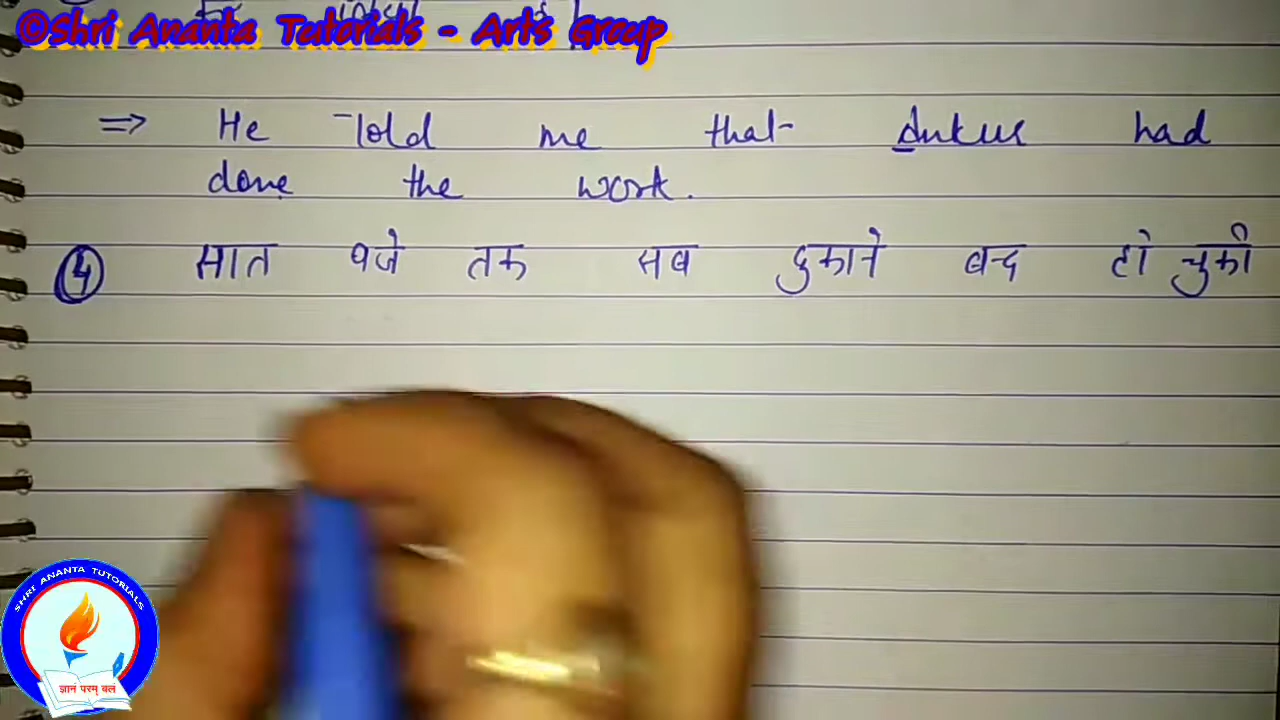 ©Shri Ananta Tutorials - Arts Group
⇒ He told me that Ankur had
done the work.
(4) सात बजे तक सब दुकाने बन्द हो चुकी
SHRI ANANTA TUTORIALS
ज्ञानं परमं बलं